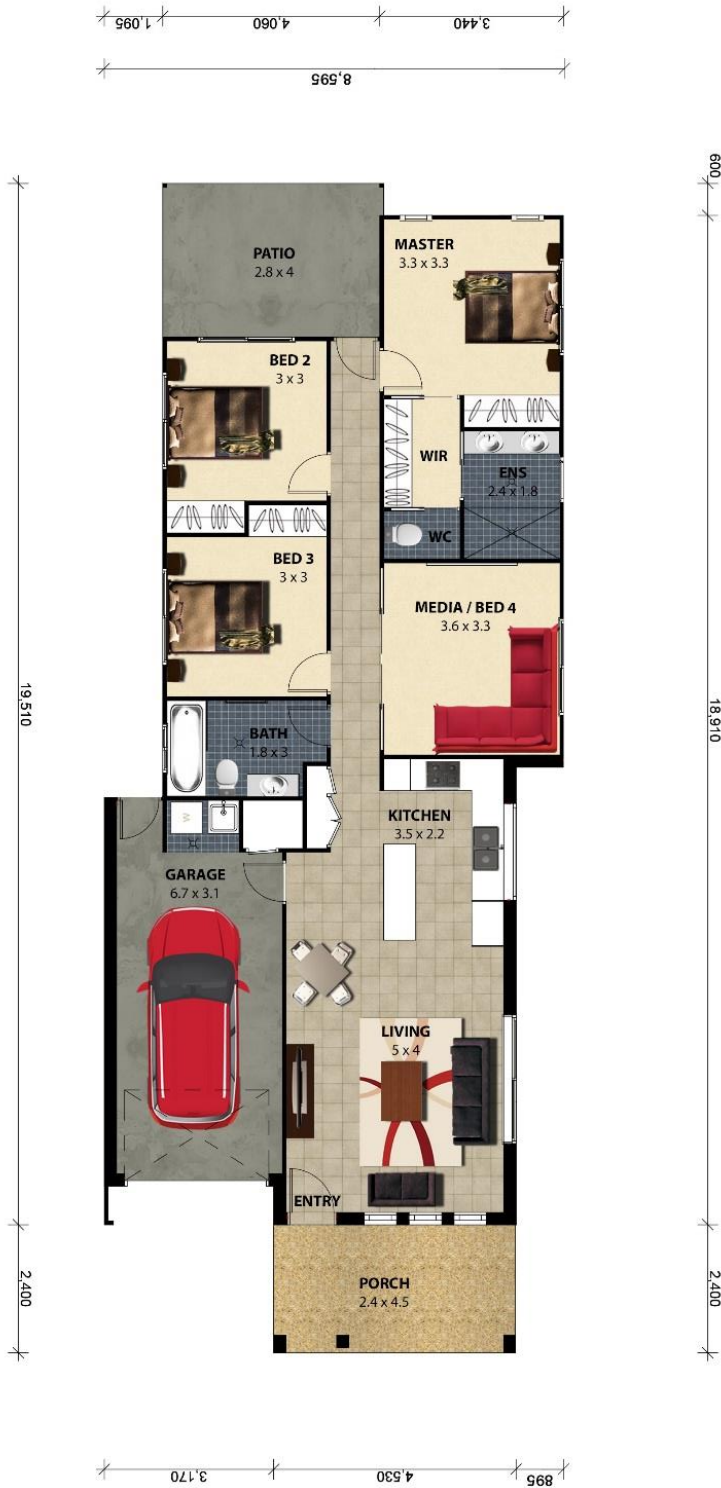 1,095
4,060
3,440
8,595
600
PATIO
2.8 x 4
MASTER
3.3 x 3.3
BED 2
3 x 3
WIR
ENS
2.4 x 1.8
WC
BED 3
3 x 3
MEDIA / BED 4
3.6 x 3.3
19,510
18,910
BATH
1.8 x 3
W
KITCHEN
3.5 x 2.2
GARAGE
6.7 x 3.1
LIVING
5 x 4
ENTRY
2,400
PORCH
2.4 x 4.5
2,400
3,170
4,530
895